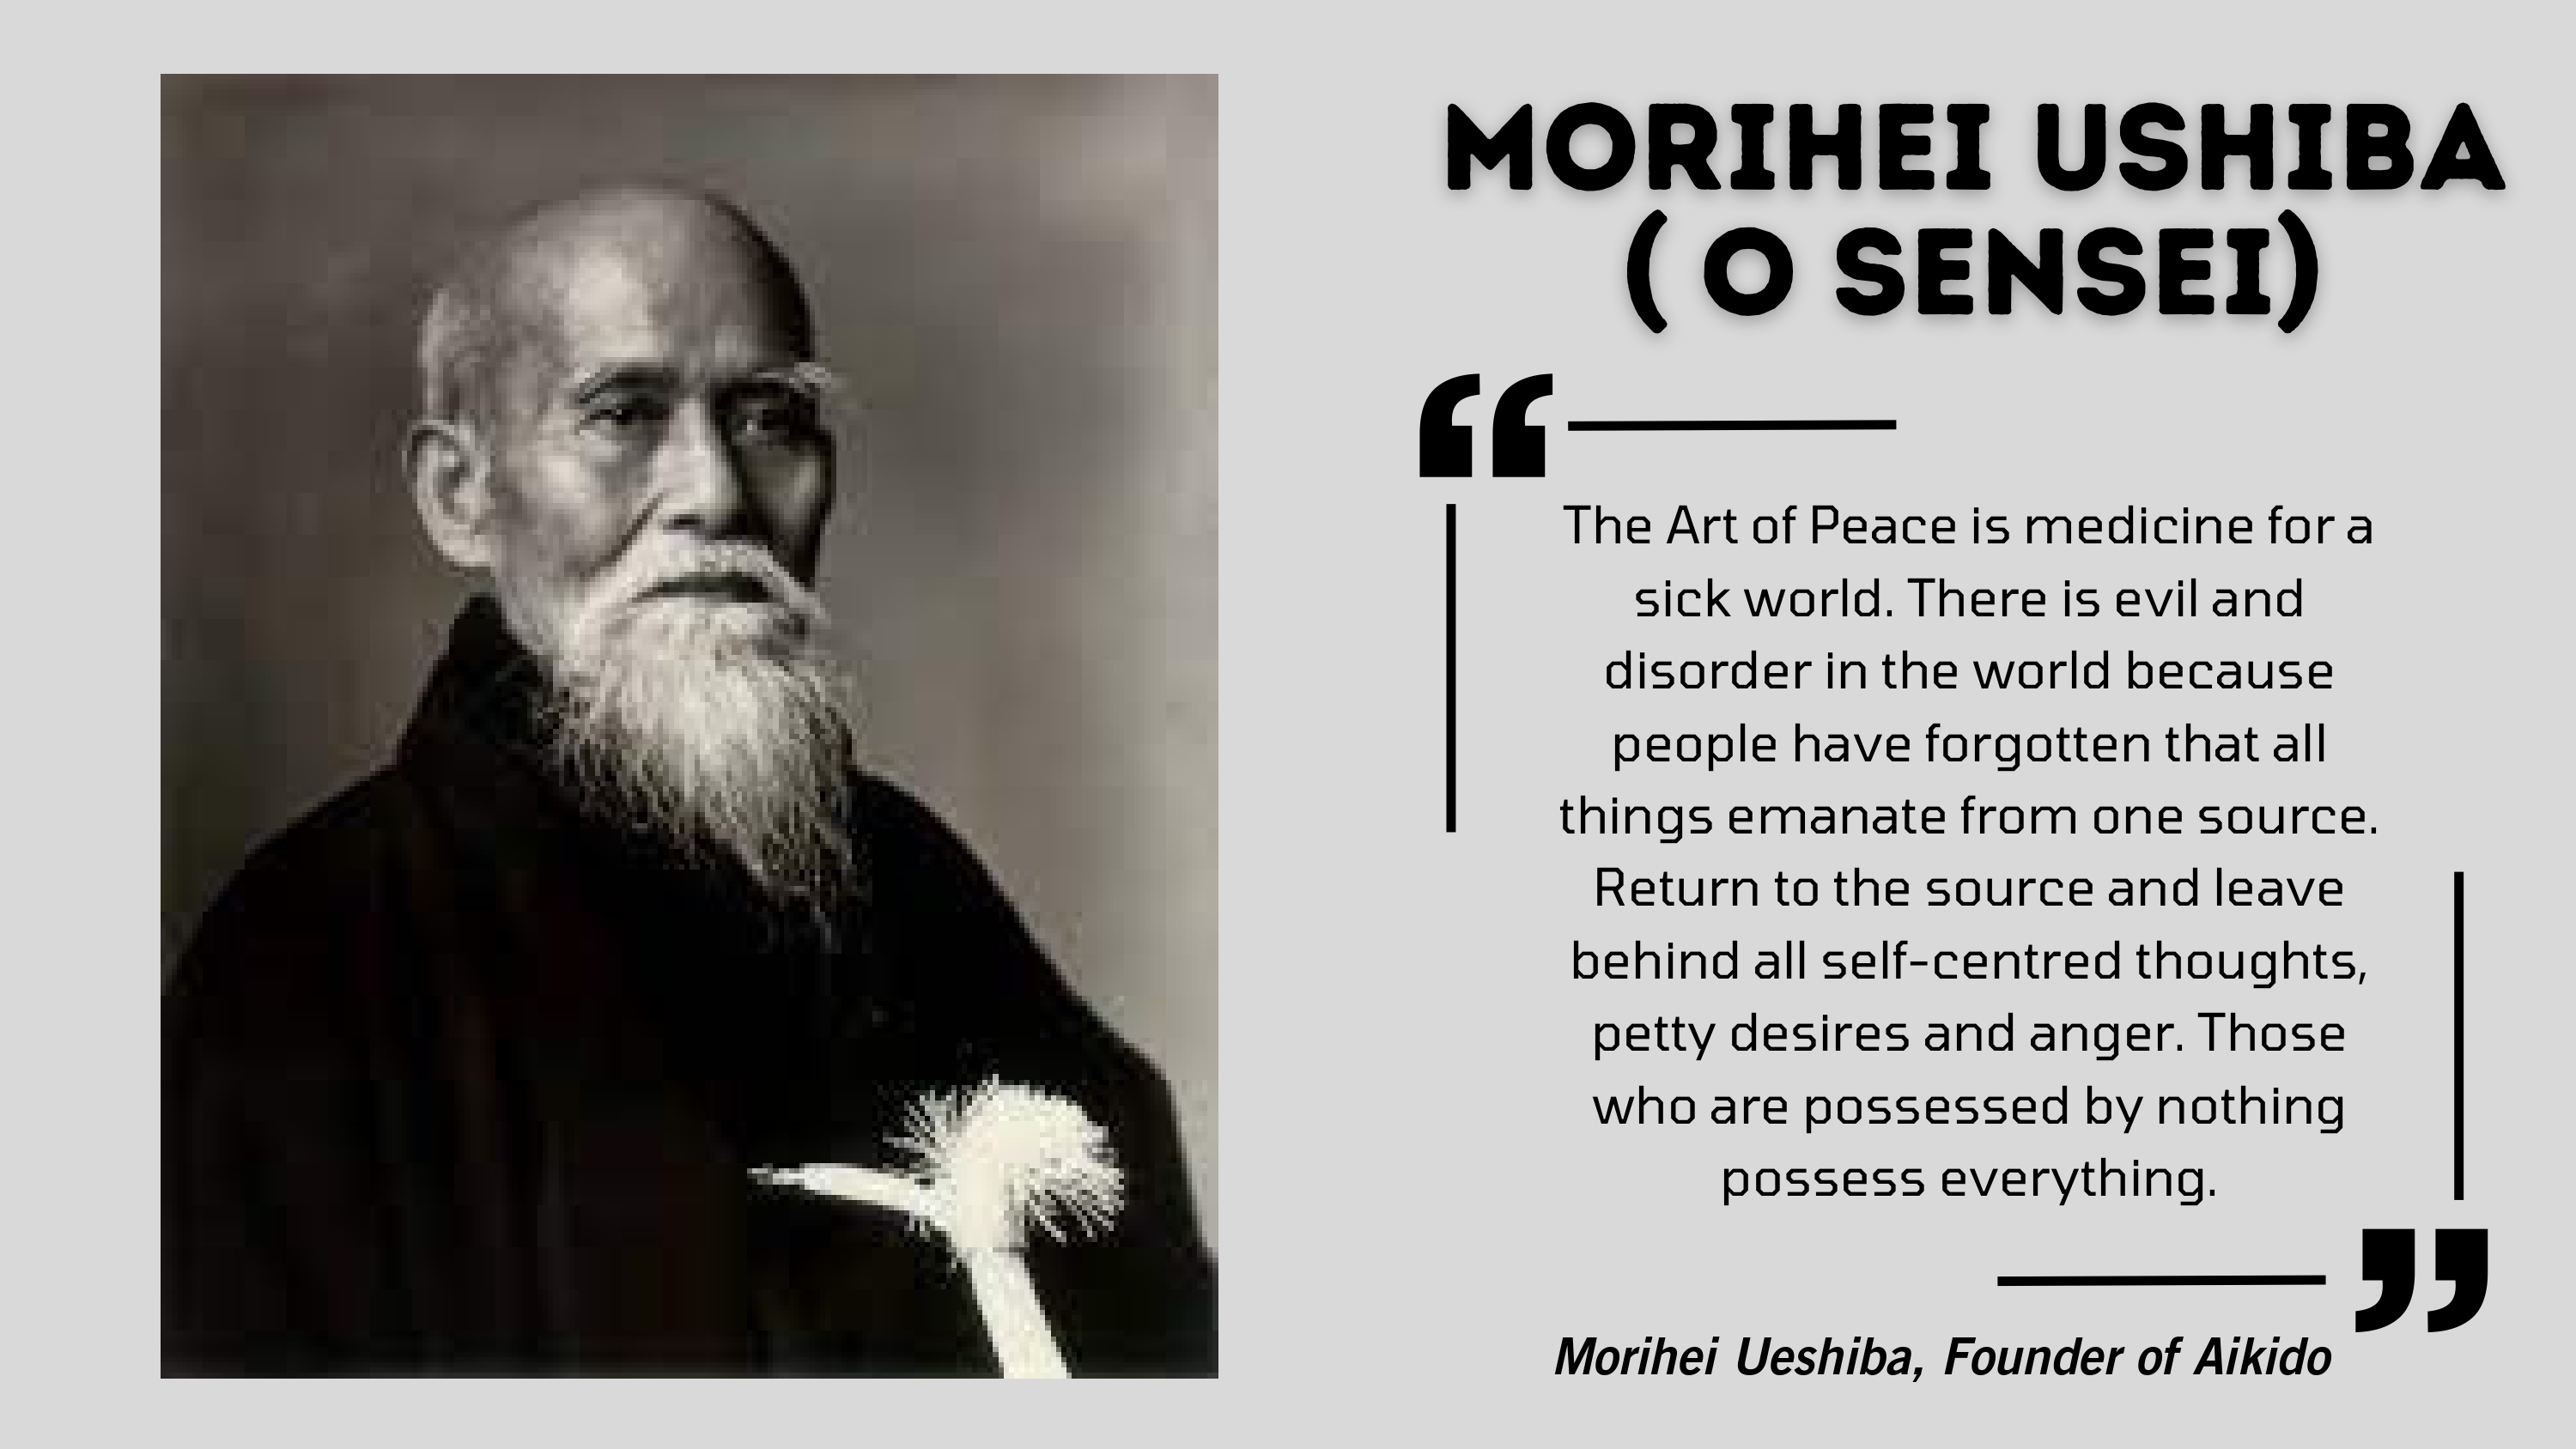 MORIHEI USHIBA
( O SENSEI)
“
The Art of Peace is medicine for a
sick world. There is evil and
disorder in the world because
people have forgotten that all
things emanate from one source.
Return to the source and leave
behind all self-centred thoughts,
petty desires and anger. Those
who are possessed by nothing
possess everything.
”
Morihei Ueshiba, Founder of Aikido